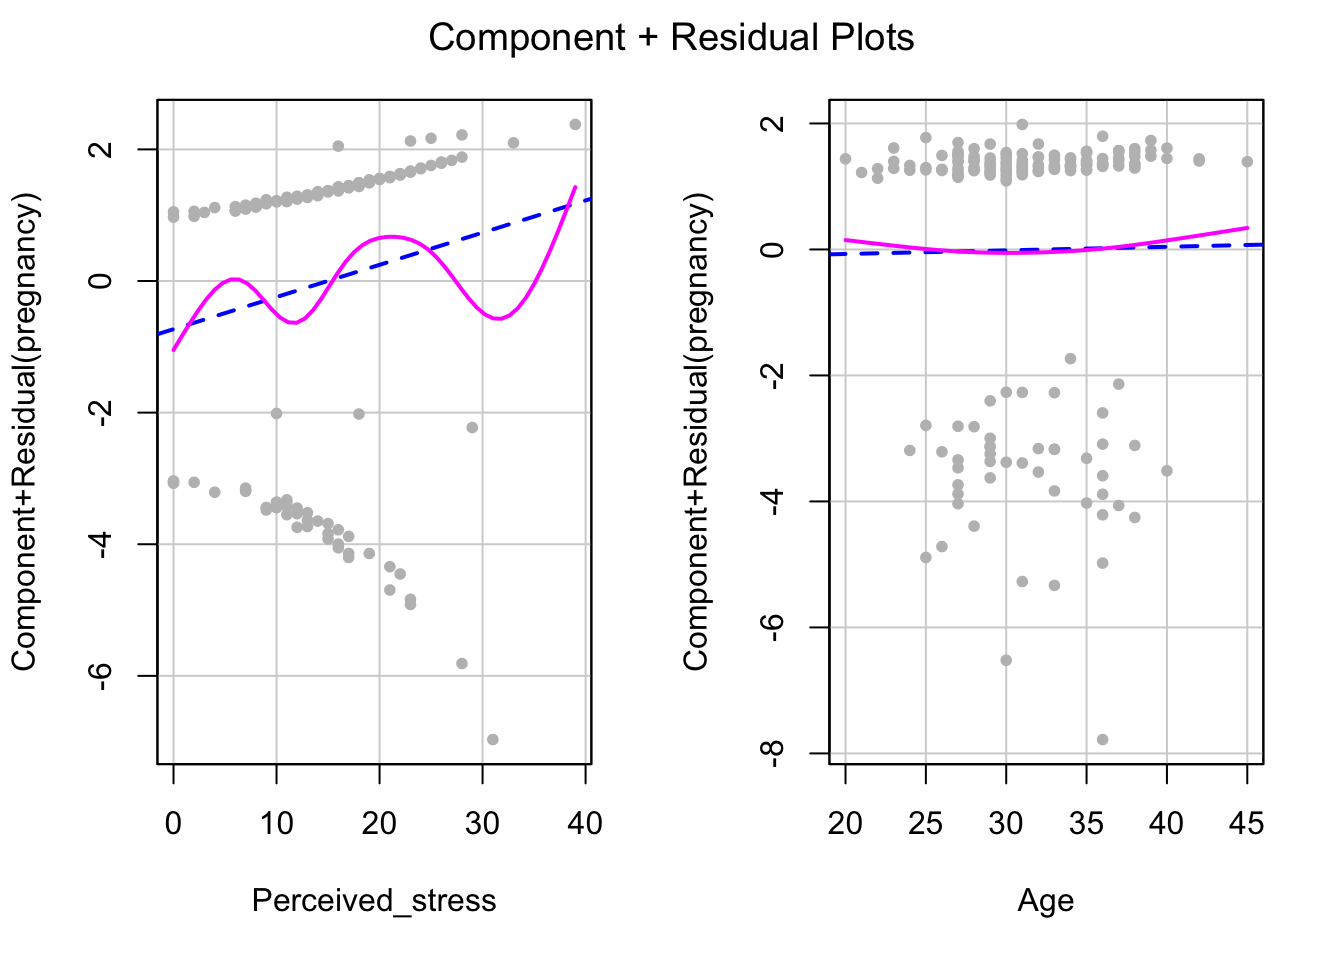 Component + Residual Plots
Component+Residual(pregnancy)
2
0
-2
-4
-6
0 10 20 30 40
Perceived_stress
Component+Residual(pregnancy)
2
0
-2
-4
-6
-8
20 25 30 35 40 45
Age